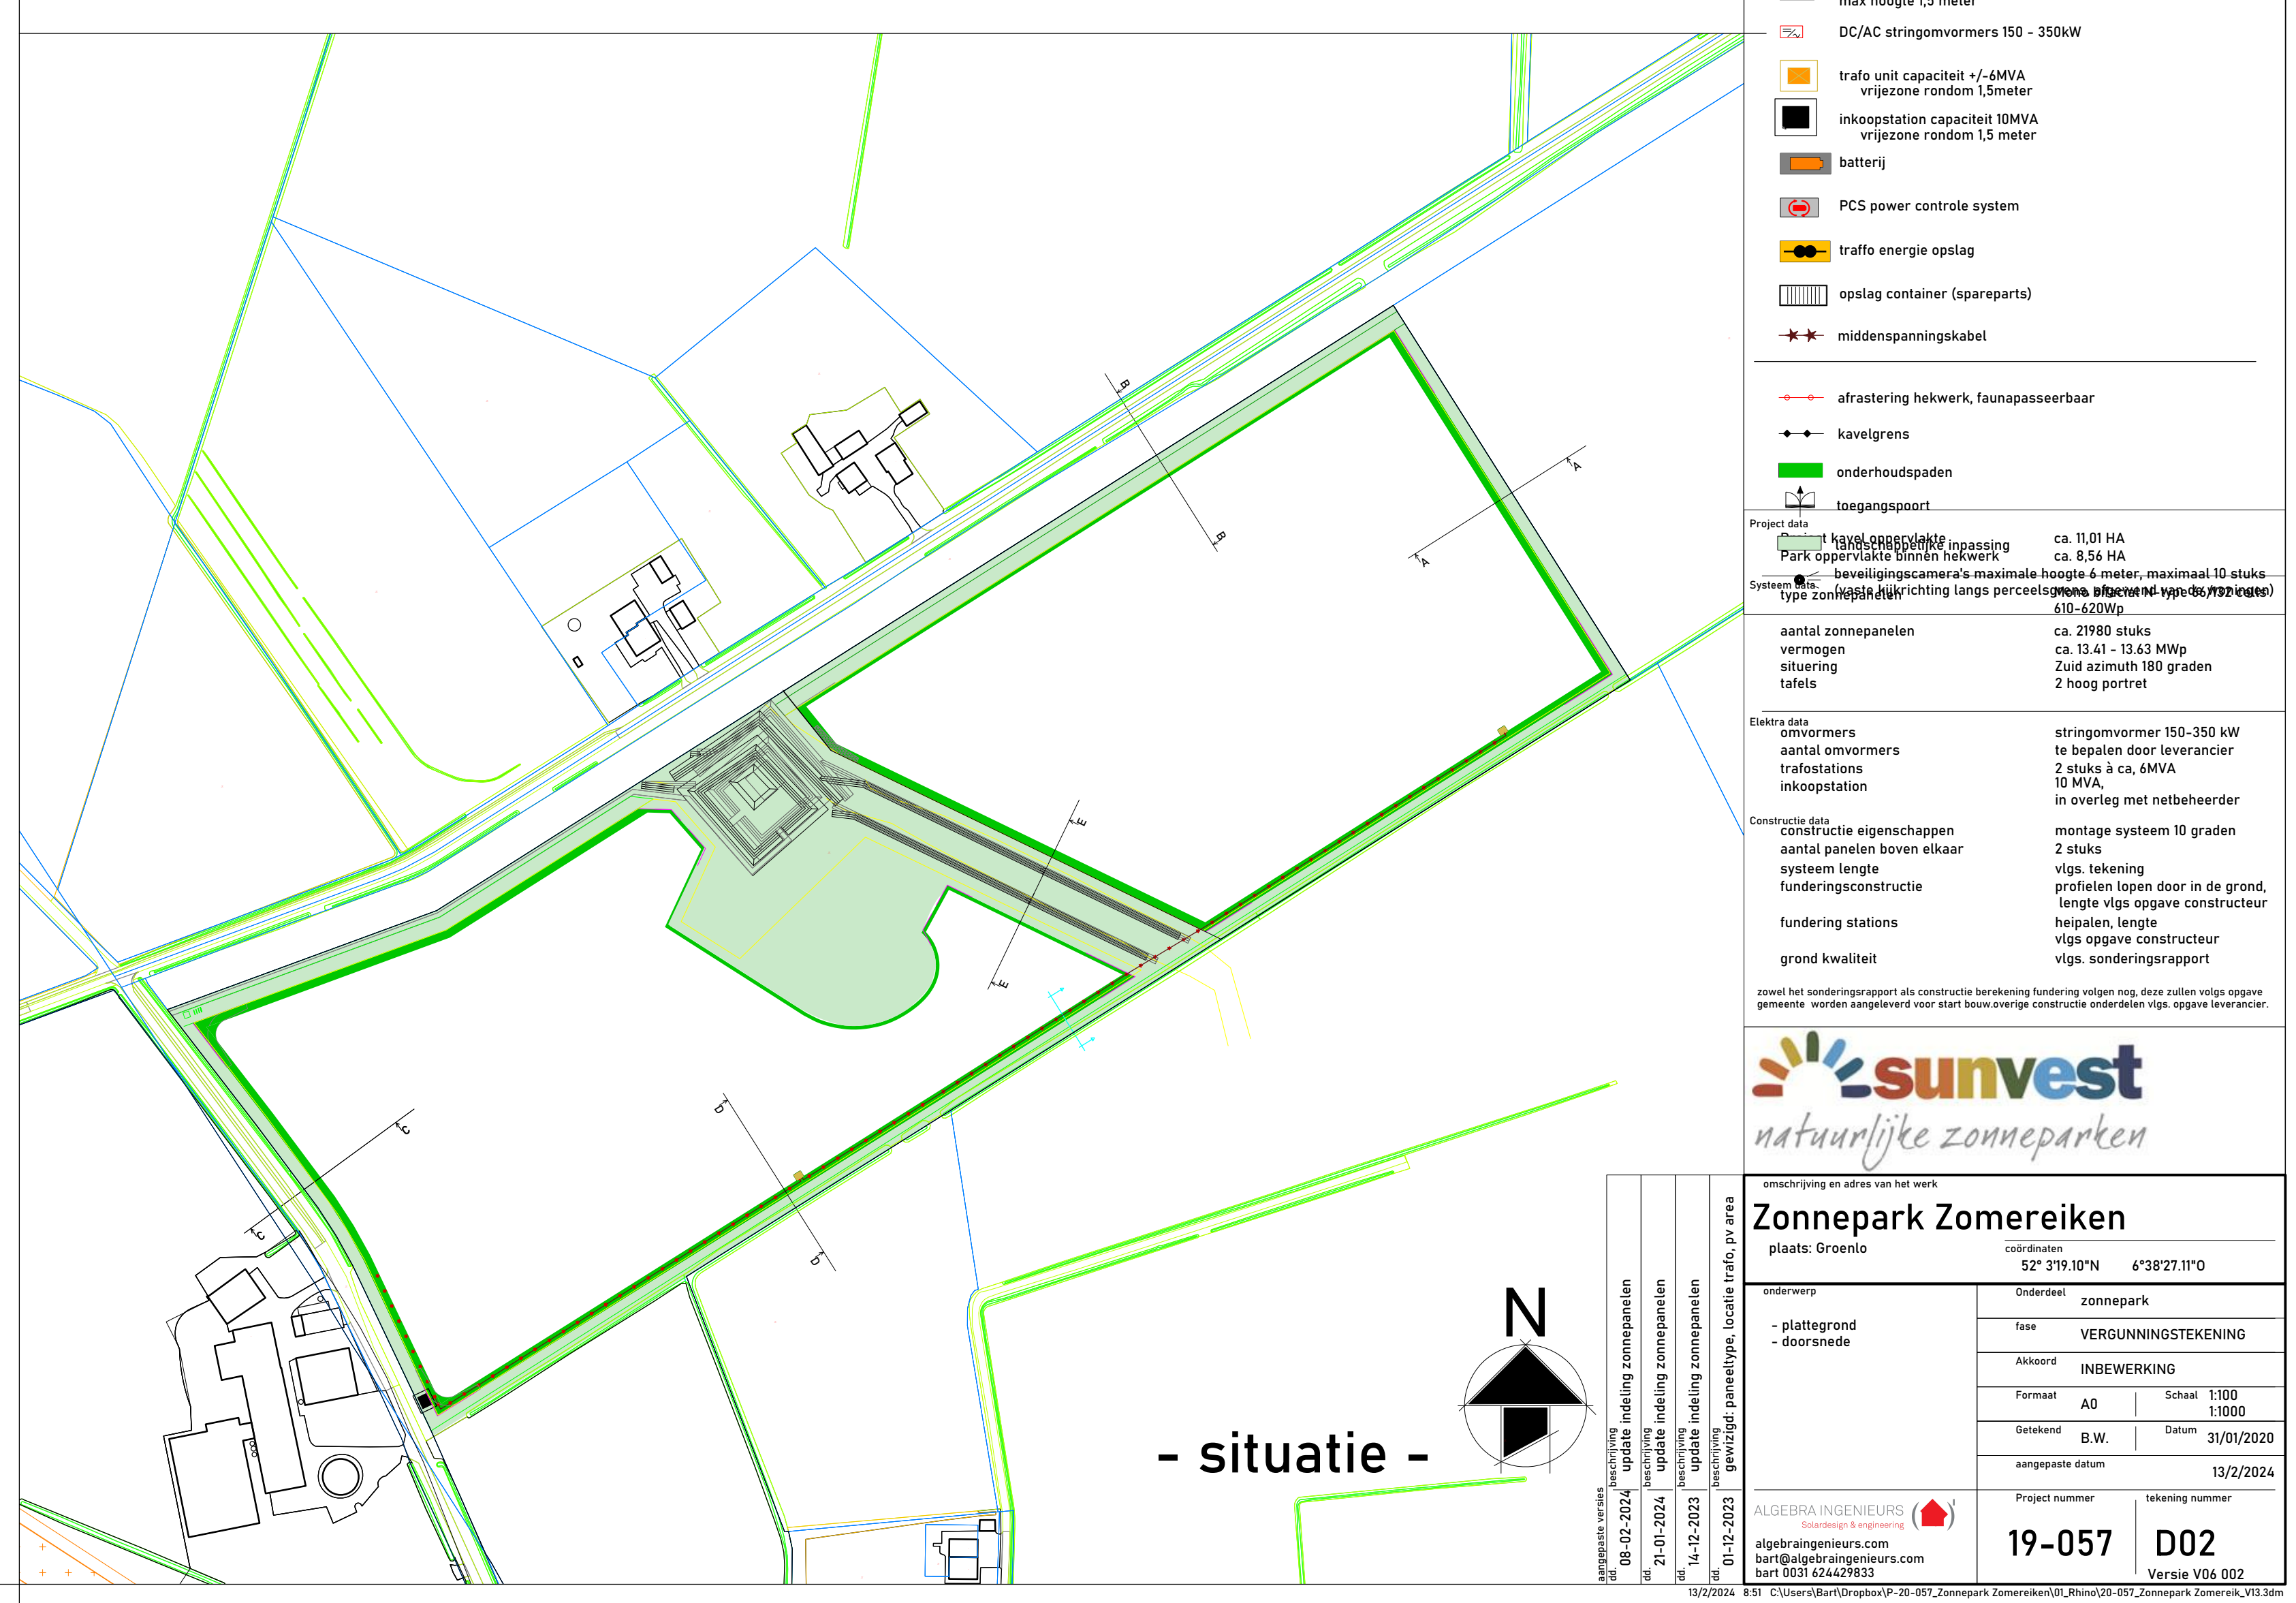 max hoogte 1,5 meter
DC/AC stringomvormers 150 - 350kW
trafo unit capaciteit +/-6MVA
vrijezone rondom 1,5meter
inkoopstation capaciteit 10MVA
vrijezone rondom 1,5 meter
batterij
PCS power controle system
traffo energie opslag
opslag container (spareparts)
middenspanningskabel
afrastering hekwerk, faunapasseerbaar
kavelgrens
onderhoudspaden
toegangspoort
Project data
kavel oppervlakte ca. 11,01 HA
landschappelijke inpassing
Park oppervlakte binnen hekwerk ca. 8,56 HA
beveiligingscamera's maximale hoogte 6 meter, maximaal 10 stuks
Systeem data
(vaste kijkrichting langs perceelsgrens, afgewend van de woningen)
type zonnepanelen
610-620Wp
aantal zonnepanelen ca. 21980 stuks
vermogen ca. 13.41 - 13.63 MWp
situering Zuid azimuth 180 graden
tafels 2 hoog portret
Elektra data
omvormers stringomvormer 150-350 kW
aantal omvormers te bepalen door leverancier
trafostations 2 stuks à ca, 6MVA
inkoopstation 10 MVA,
in overleg met netbeheerder
Constructie data
constructie eigenschappen montage systeem 10 graden
aantal panelen boven elkaar 2 stuks
systeem lengte vlgs. tekening
funderingsconstructie profielen lopen door in de grond,
lengte vlgs opgave constructeur
fundering stations heipalen, lengte
vlgs opgave constructeur
grond kwaliteit vlgs. sonderingsrapport
zowel het sonderingsrapport als constructie berekening fundering volgen nog, deze zullen volgs opgave
gemeente worden aangeleverd voor start bouw.overige constructie onderdelen vlgs. opgave leverancier.
sunvest
natuurlijke zonneparken
omschrijving en adres van het werk
Zonnepark Zomereiken
plaats: Groenlo
coördinaten
52° 3'19.10"N 6°38'27.11"O
onderwerp
- plattegrond
- doorsnede
Onderdeel zonnepark
fase VERGUNNINGSTEKENING
Akkoord INBEWERKING
Formaat A0 Schaal 1:100
1:1000
Getekend B.W. Datum 31/01/2020
aangepaste datum 13/2/2024
ALGEBRA INGENIEURS
Solardesign & engineering
algebraingenieurs.com
bart@algebraingenieurs.com
bart 0031 624429833
Project nummer tekening nummer
19-057 D02
Versie V06 002
13/2/2024 8:51 C:\Users\Bart\Dropbox\P-20-057_Zonnepark Zomereiken\01_Rhino\20-057_Zonnepark Zomereik_V13.3dm
aangepaste versies
dd. 08-02-2024 beschrijving update indeling zonnepanelen
dd. 21-01-2024 beschrijving update indeling zonnepanelen
dd. 14-12-2023 beschrijving update indeling zonnepanelen
dd. 01-12-2023 beschrijving gewizigd: paneeltype, locatie trafo, pv area
N
- situatie -
B
B
A
A
E
E
C
C
D
D